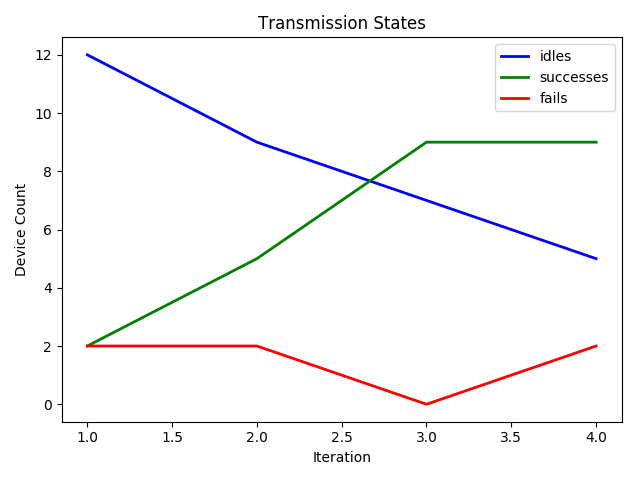 Transmission States
idles
successes
fails
Device Count
12
10
8
6
4
2
0
1.0 1.5 2.0 2.5 3.0 3.5 4.0
Iteration